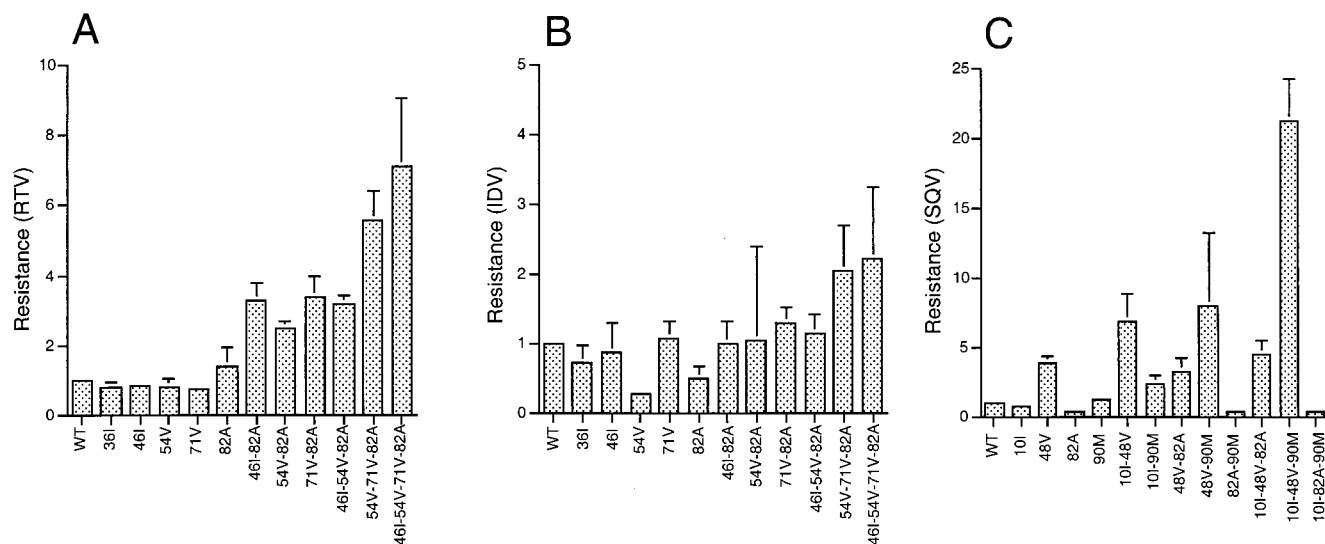 A
Resistance (RTV)
10
8
6
4
2
0
WT
36I
46I
54V
71V
82A
46I-82A
54V-82A
71V-82A
46I-54V-82A
54V-71V-82A
46I-54V-71V-82A
B
Resistance (IDV)
5
4
3
2
1
0
WT
36I
46I
54V
71V
82A
46I-82A
54V-82A
71V-82A
46I-54V-82A
54V-71V-82A
46I-54V-71V-82A
C
Resistance (SQV)
25
20
15
10
5
0
WT
10I
48V
82A
90M
10I-48V
10I-90M
48V-82A
48V-90M
82A-90M
10I-48V-82A
10I-48V-90M
10I-82A-90M